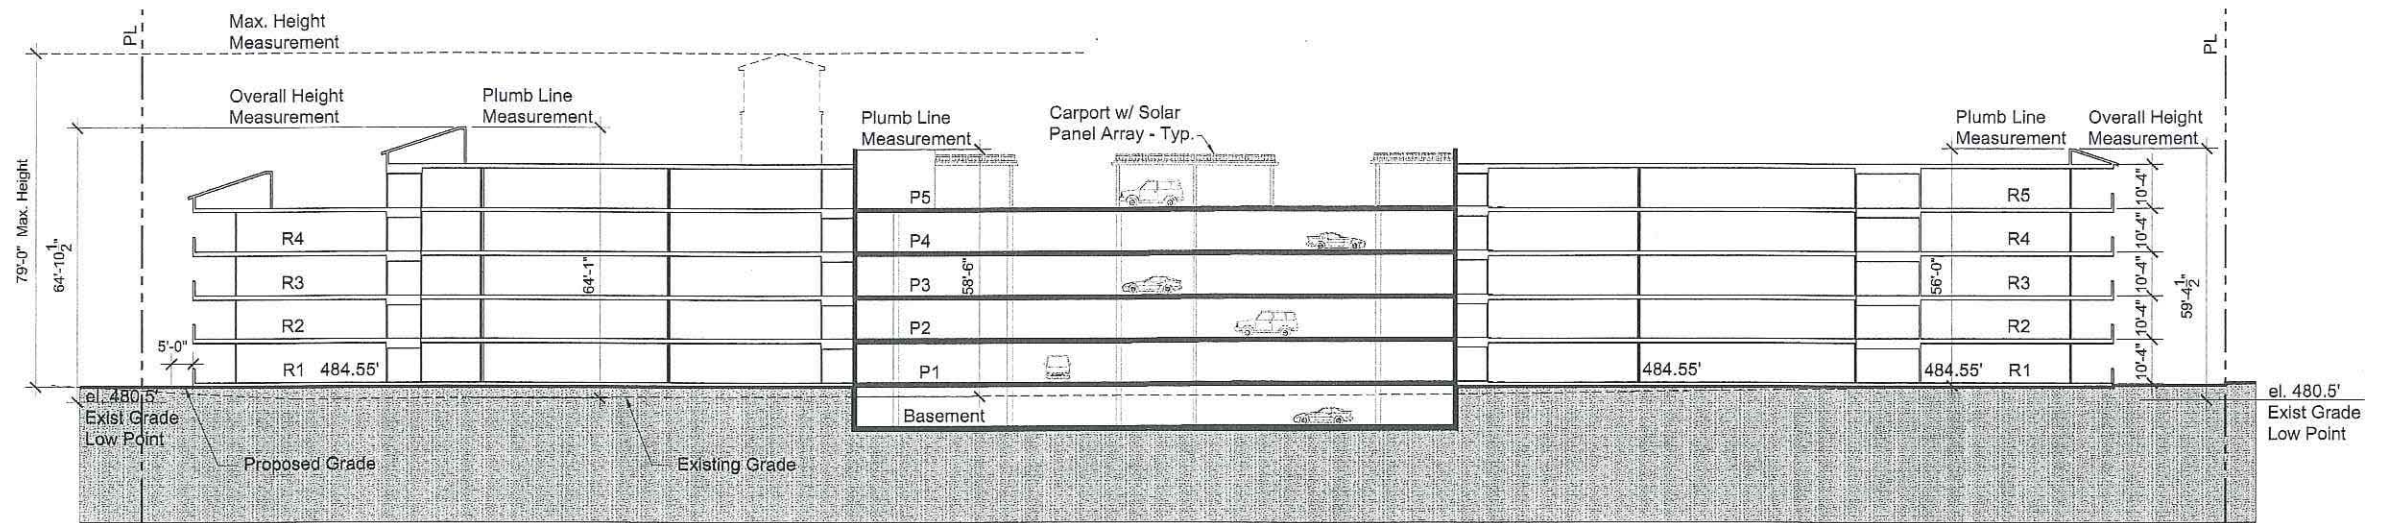 PL
Max. Height
Measurement
PL
Overall Height
Measurement
Plumb Line
Measurement
Plumb Line
Measurement
Carport w/ Solar
Panel Array - Typ.
Plumb Line
Measurement
Overall Height
Measurement
79'-0" Max. Height
64'-10 1/2"
64'-1"
58'-6"
56'-0"
59'-4 1/2"
10'-4"
10'-4"
10'-4"
10'-4"
10'-4"
P5
R5
R4
P4
R4
R3
P3
R3
R2
P2
R2
5'-0"
R1 484.55'
P1
484.55'
484.55' R1
Basement
el. 480.5'
Exist Grade
Low Point
el. 480.5'
Exist Grade
Low Point
Proposed Grade
Existing Grade